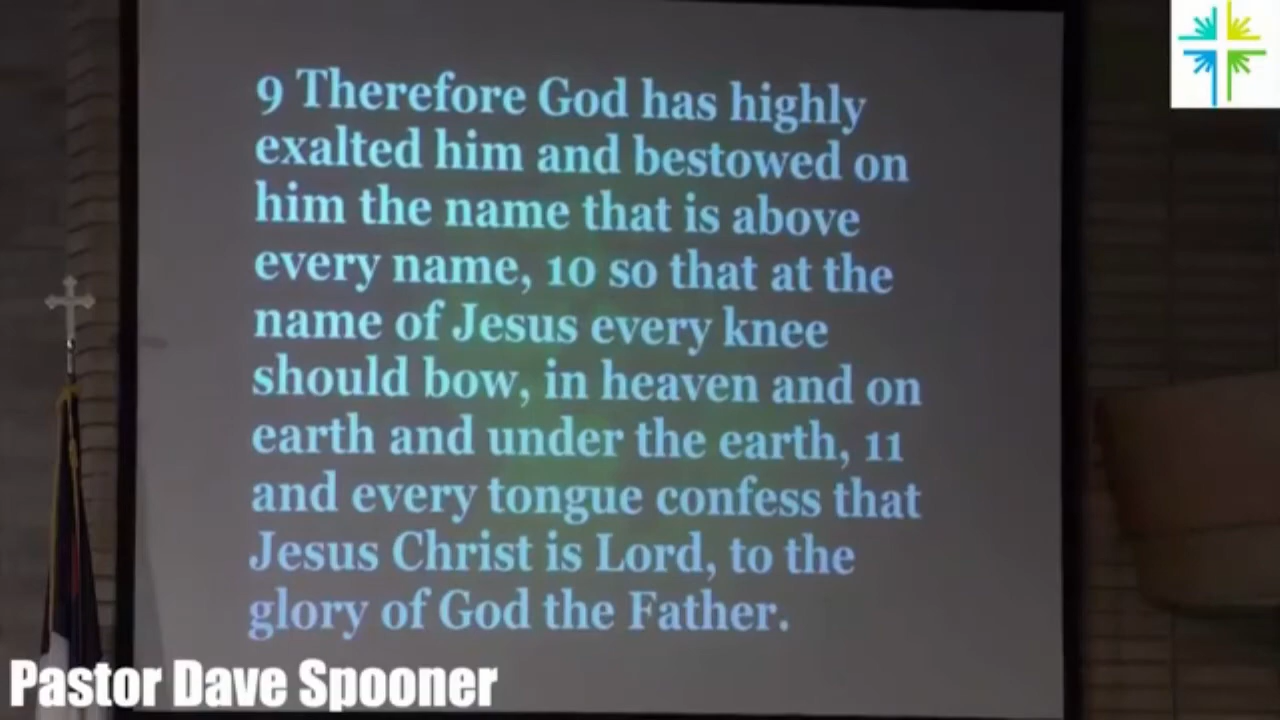 9 Therefore God has highly
exalted him and bestowed on
him the name that is above
every name, 10 so that at the
name of Jesus every knee
should bow, in heaven and on
earth and under the earth, 11
and every tongue confess that
Jesus Christ is Lord, to the
glory of God the Father.
Pastor Dave Spooner